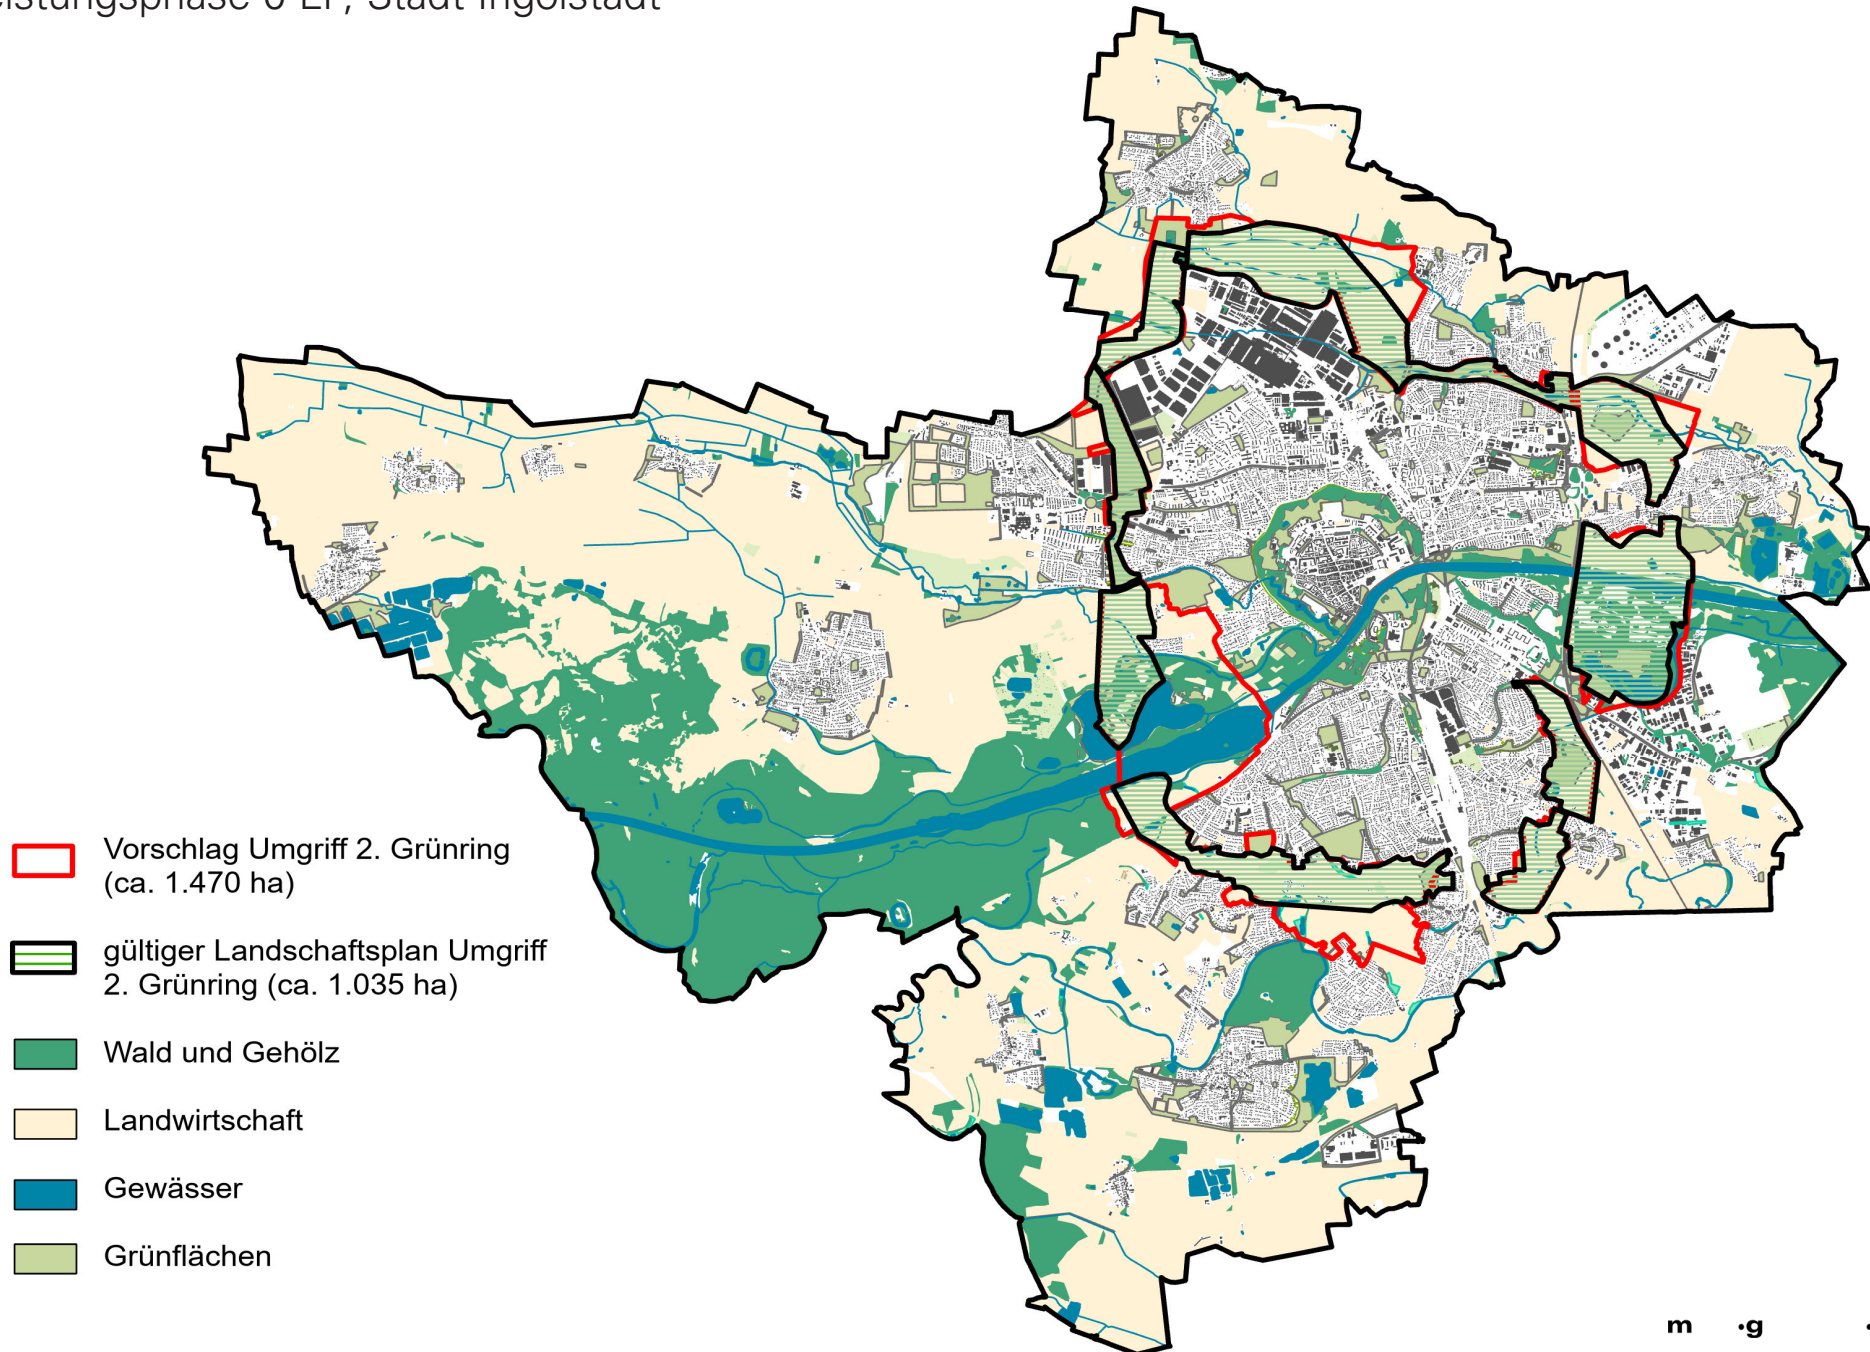 Vorschlag Umgriff 2. Grünring
(ca. 1.470 ha)
gültiger Landschaftsplan Umgriff
2. Grünring (ca. 1.035 ha)
Wald und Gehölz
Landwirtschaft
Gewässer
Grünflächen
m •g